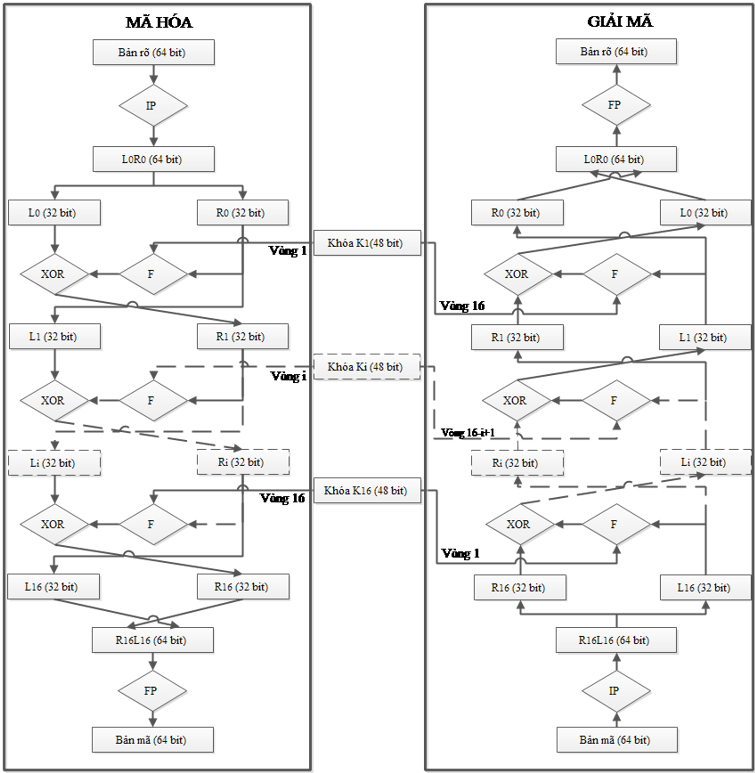 MÃ HÓA
Bản rõ (64 bit)
IP
L0R0 (64 bit)
L0 (32 bit)
R0 (32 bit)
XOR
F
Vòng 1
L1 (32 bit)
R1 (32 bit)
XOR
F
Vòng i
Li (32 bit)
Ri (32 bit)
Vòng 16
XOR
F
L16 (32 bit)
R16 (32 bit)
R16L16 (64 bit)
FP
Bản mã (64 bit)
Khóa K1(48 bit)
Khóa Ki (48 bit)
Khóa K16 (48 bit)
GIẢI MÃ
Bản rõ (64 bit)
FP
L0R0 (64 bit)
R0 (32 bit)
L0 (32 bit)
XOR
F
Vòng 16
R1 (32 bit)
L1 (32 bit)
XOR
F
Vòng 16-i+1
Ri (32 bit)
Li (32 bit)
XOR
F
Vòng 1
R16 (32 bit)
L16 (32 bit)
R16L16 (64 bit)
IP
Bản mã (64 bit)